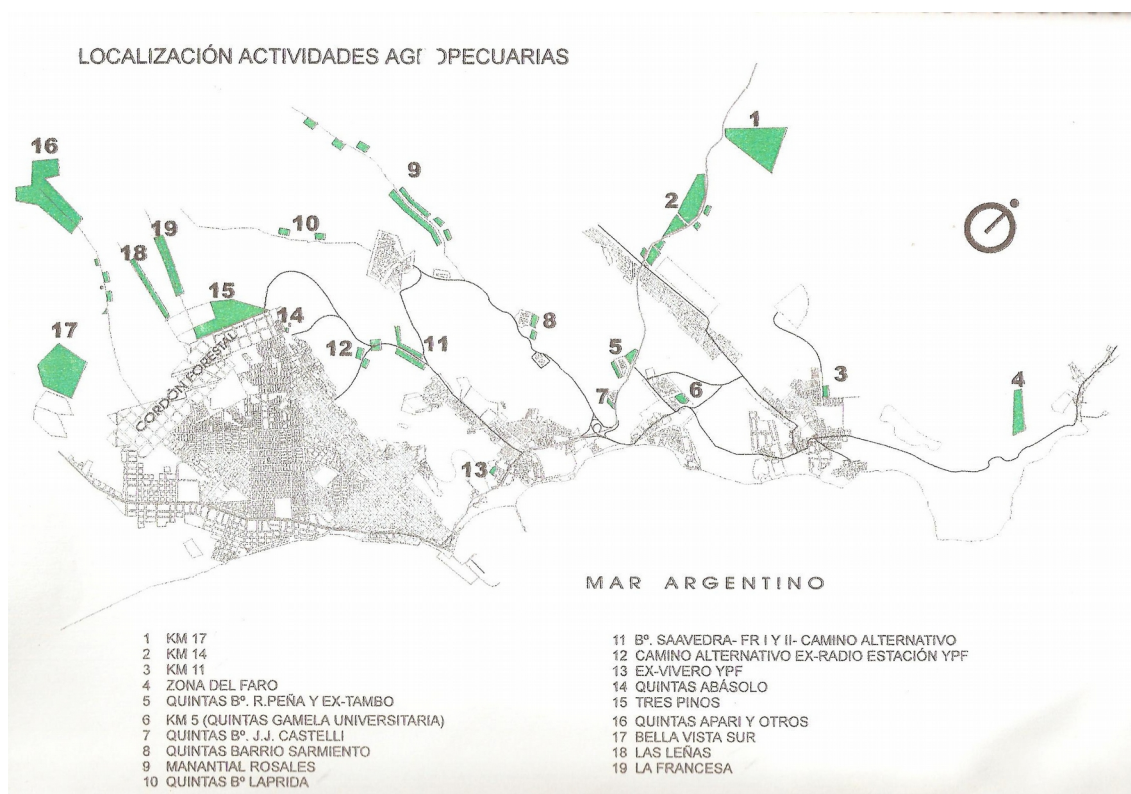 LOCALIZACIÓN ACTIVIDADES AG OPECUARIAS
1
16
9
2
19
10
18
15
14
8
17
12
11
5
CORDON FORESTAL
7
6
3
4
13
MAR ARGENTINO
1 KM 17
2 KM 14
3 KM 11
4 ZONA DEL FARO
5 QUINTAS Bº. R.PEÑA Y EX-TAMBO
6 KM 5 (QUINTAS GAMELA UNIVERSITARIA)
7 QUINTAS Bº. J.J. CASTELLI
8 QUINTAS BARRIO SARMIENTO
9 MANANTIAL ROSALES
10 QUINTAS Bº LAPRIDA
11 Bº. SAAVEDRA- FR I Y II- CAMINO ALTERNATIVO
12 CAMINO ALTERNATIVO EX-RADIO ESTACIÓN YPF
13 EX-VIVERO YPF
14 QUINTAS ABÁSOLO
15 TRES PINOS
16 QUINTAS APARI Y OTROS
17 BELLA VISTA SUR
18 LAS LEÑAS
19 LA FRANCESA